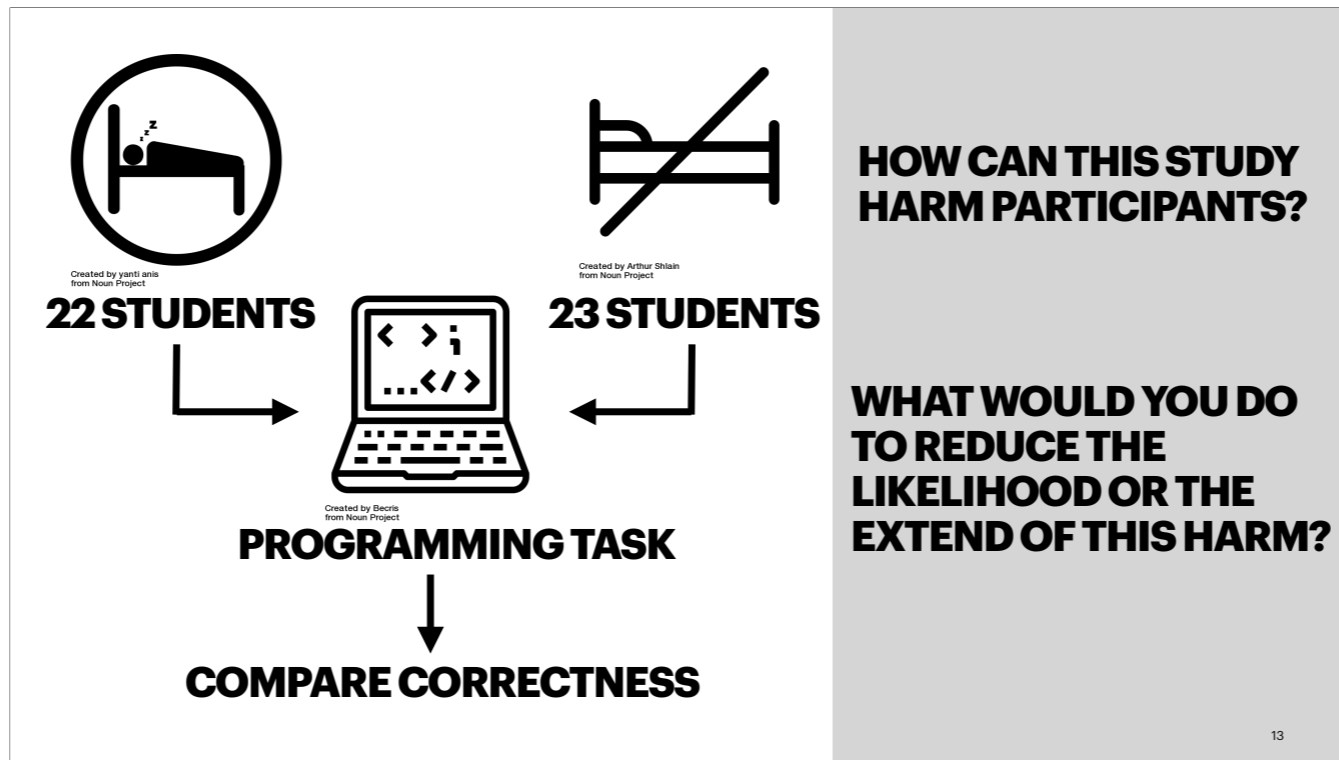 z
z
z
Created by yanti anis
from Noun Project
22 STUDENTS
Created by Arthur Shlain
from Noun Project
23 STUDENTS
< > ;
...</>
Created by Becris
from Noun Project
PROGRAMMING TASK
COMPARE CORRECTNESS
HOW CAN THIS STUDY
HARM PARTICIPANTS?
WHAT WOULD YOU DO
TO REDUCE THE
LIKELIHOOD OR THE
EXTEND OF THIS HARM?
13